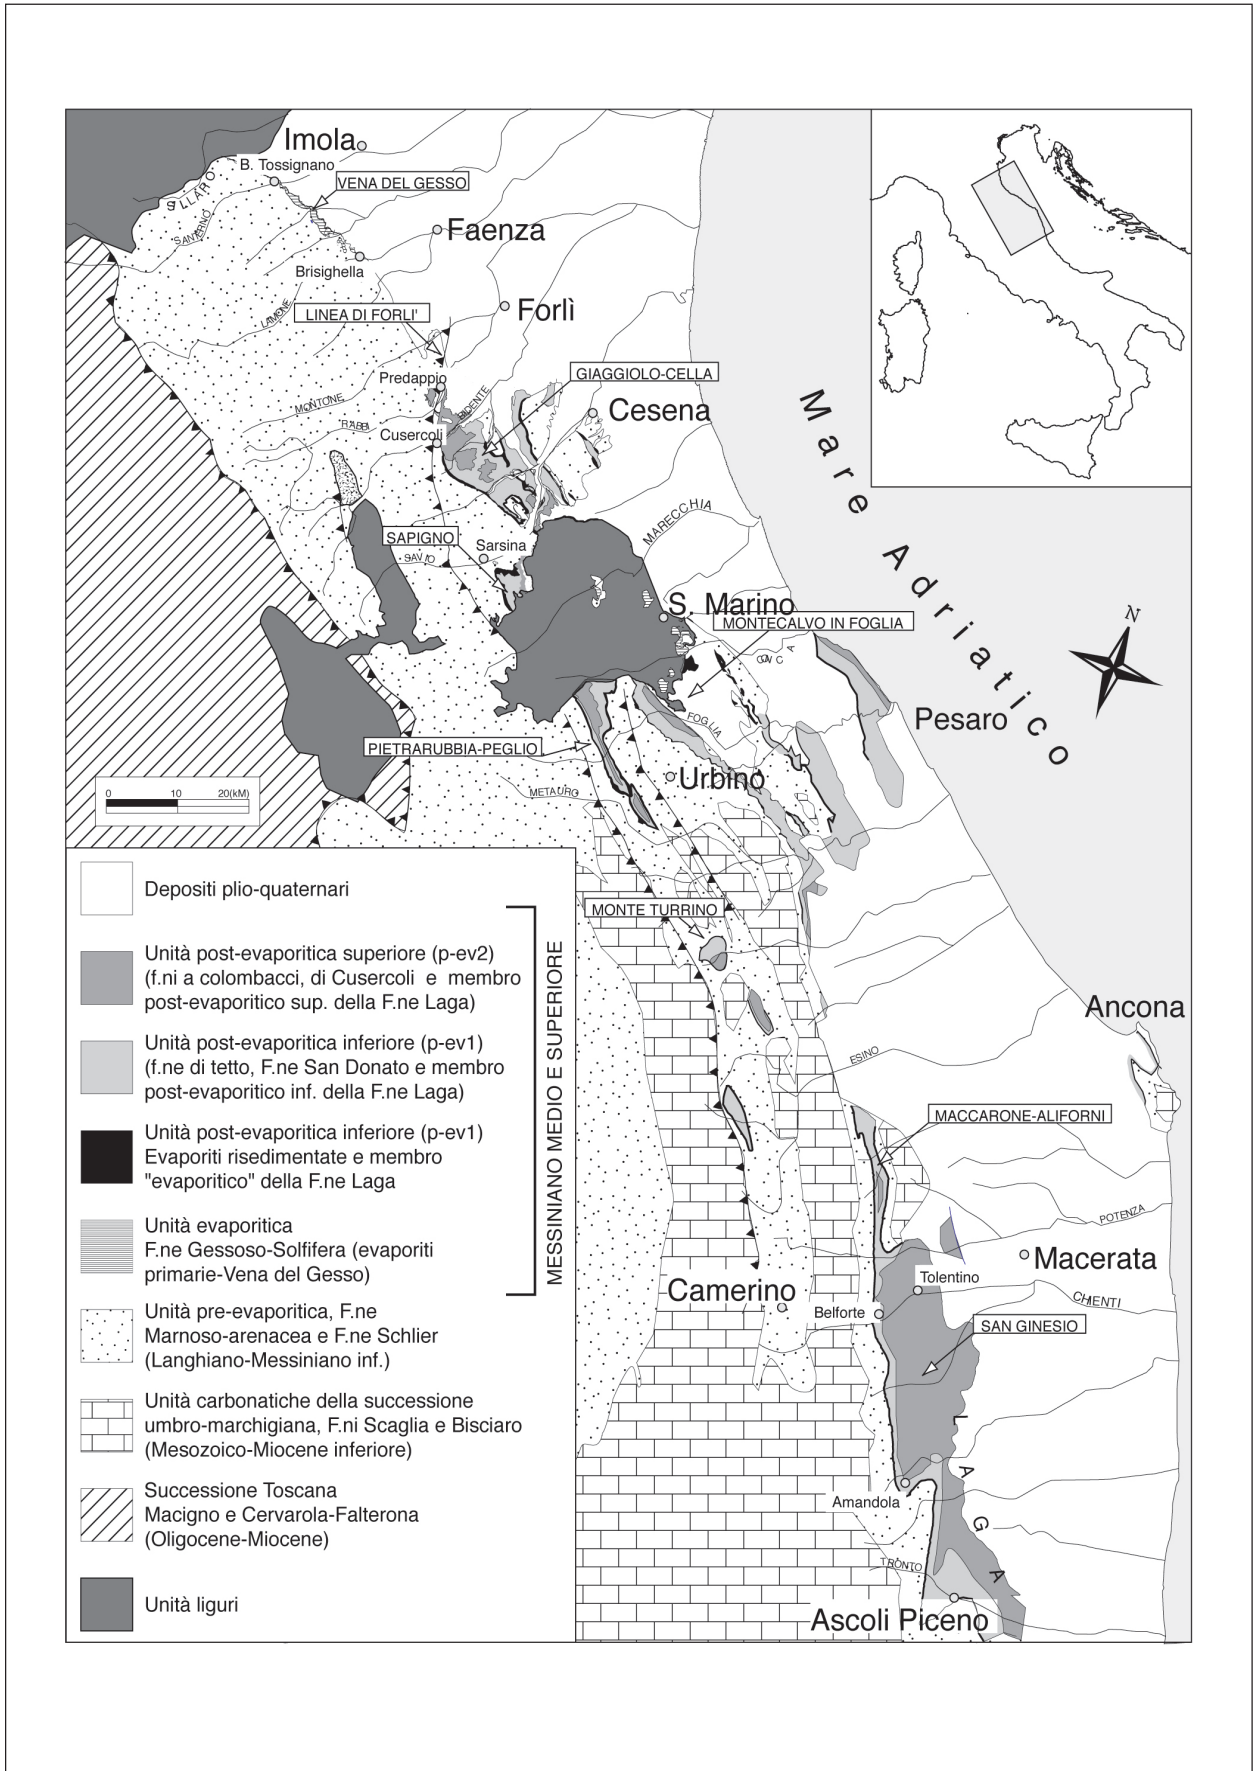 Imola
B. Tossignano
VENA DEL GESSO
SILLARO
SANTERNO
Faenza
Brisighella
LAMONE
LINEA DI FORLI'
Forlì
Predappio
GIAGGIOLO-CELLA
MONTONE
BIDENTE
RABBI
Cesena
Cusercoli
Mare Adriatico
MARECCHIA
SAPIGNO
Sarsina
SAVIO
S. Marino
MONTECALVO IN FOGLIA
CONCA
N
FOGLIA
Pesaro
PIETRARUBBIA-PEGLIO
Urbino
METAURO
0 10 20(kM)
MONTE TURRINO
Ancona
ESINO
MACCARONE-ALIFORNI
POTENZA
Macerata
Camerino
Tolentino
CHIENTI
Belforte
SAN GINESIO
LAGA
Amandola
TRONTO
Ascoli Piceno
Depositi plio-quaternari
Unità post-evaporitica superiore (p-ev2)
(f.ni a colombacci, di Cusercoli e membro
post-evaporitico sup. della F.ne Laga)
Unità post-evaporitica inferiore (p-ev1)
(f.ne di tetto, F.ne San Donato e membro
post-evaporitico inf. della F.ne Laga)
Unità post-evaporitica inferiore (p-ev1)
Evaporiti risedimentate e membro
"evaporitico" della F.ne Laga
Unità evaporitica
F.ne Gessoso-Solfifera (evaporiti
primarie-Vena del Gesso)
MESSINIANO MEDIO E SUPERIORE
Unità pre-evaporitica, F.ne
Marnoso-arenacea e F.ne Schlier
(Langhiano-Messiniano inf.)
Unità carbonatiche della successione
umbro-marchigiana, F.ni Scaglia e Bisciaro
(Mesozoico-Miocene inferiore)
Successione Toscana
Macigno e Cervarola-Falterona
(Oligocene-Miocene)
Unità liguri